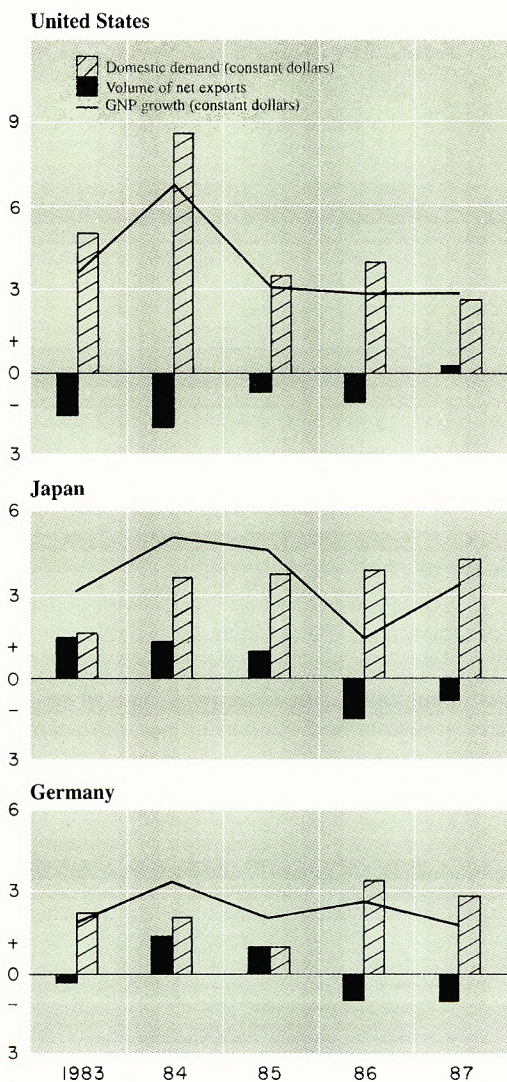 United States
Domestic demand (constant dollars)
Volume of net exports
GNP growth (constant dollars)
9
6
3
+
0
−
3
Japan
6
3
+
0
−
3
Germany
6
3
+
0
−
3
1983 84 85 86 87